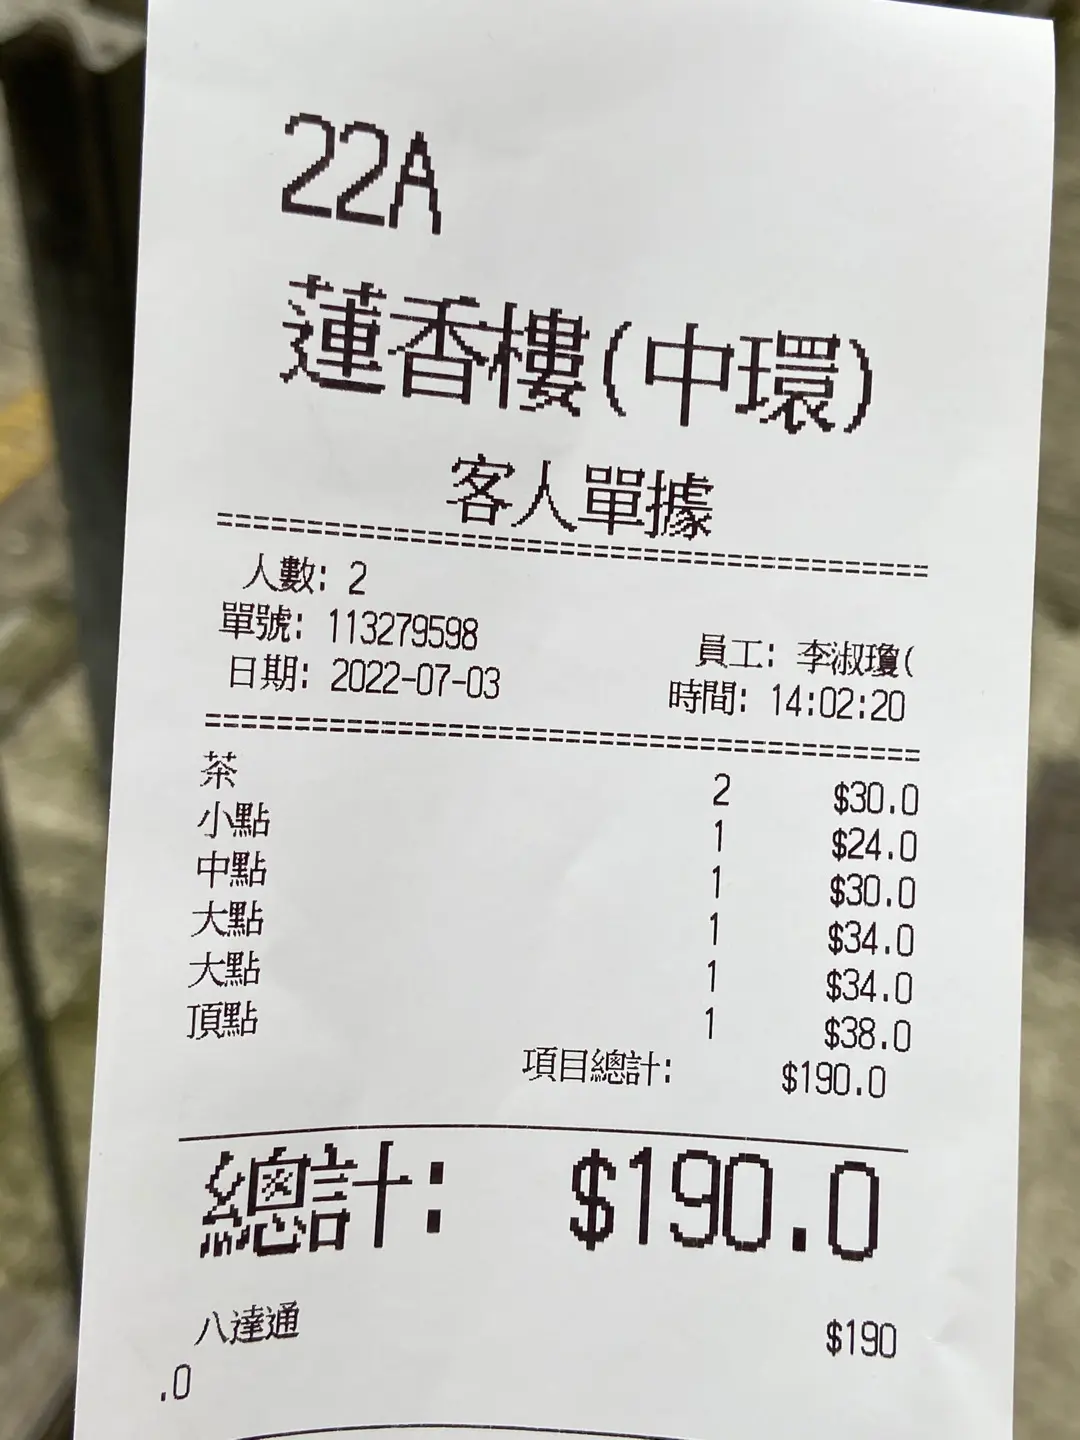 22A
蓮香樓(中環)
客人單據
========================================
人數: 2
單號: 113279598 員工: 李淑瓊(
日期: 2022-07-03 時間: 14:02:20
========================================
茶 2 $30.0
小點 1 $24.0
中點 1 $30.0
大點 1 $34.0
大點 1 $34.0
頂點 1 $38.0
項目總計: $190.0
總計: $190.0
八達通 $190
.0